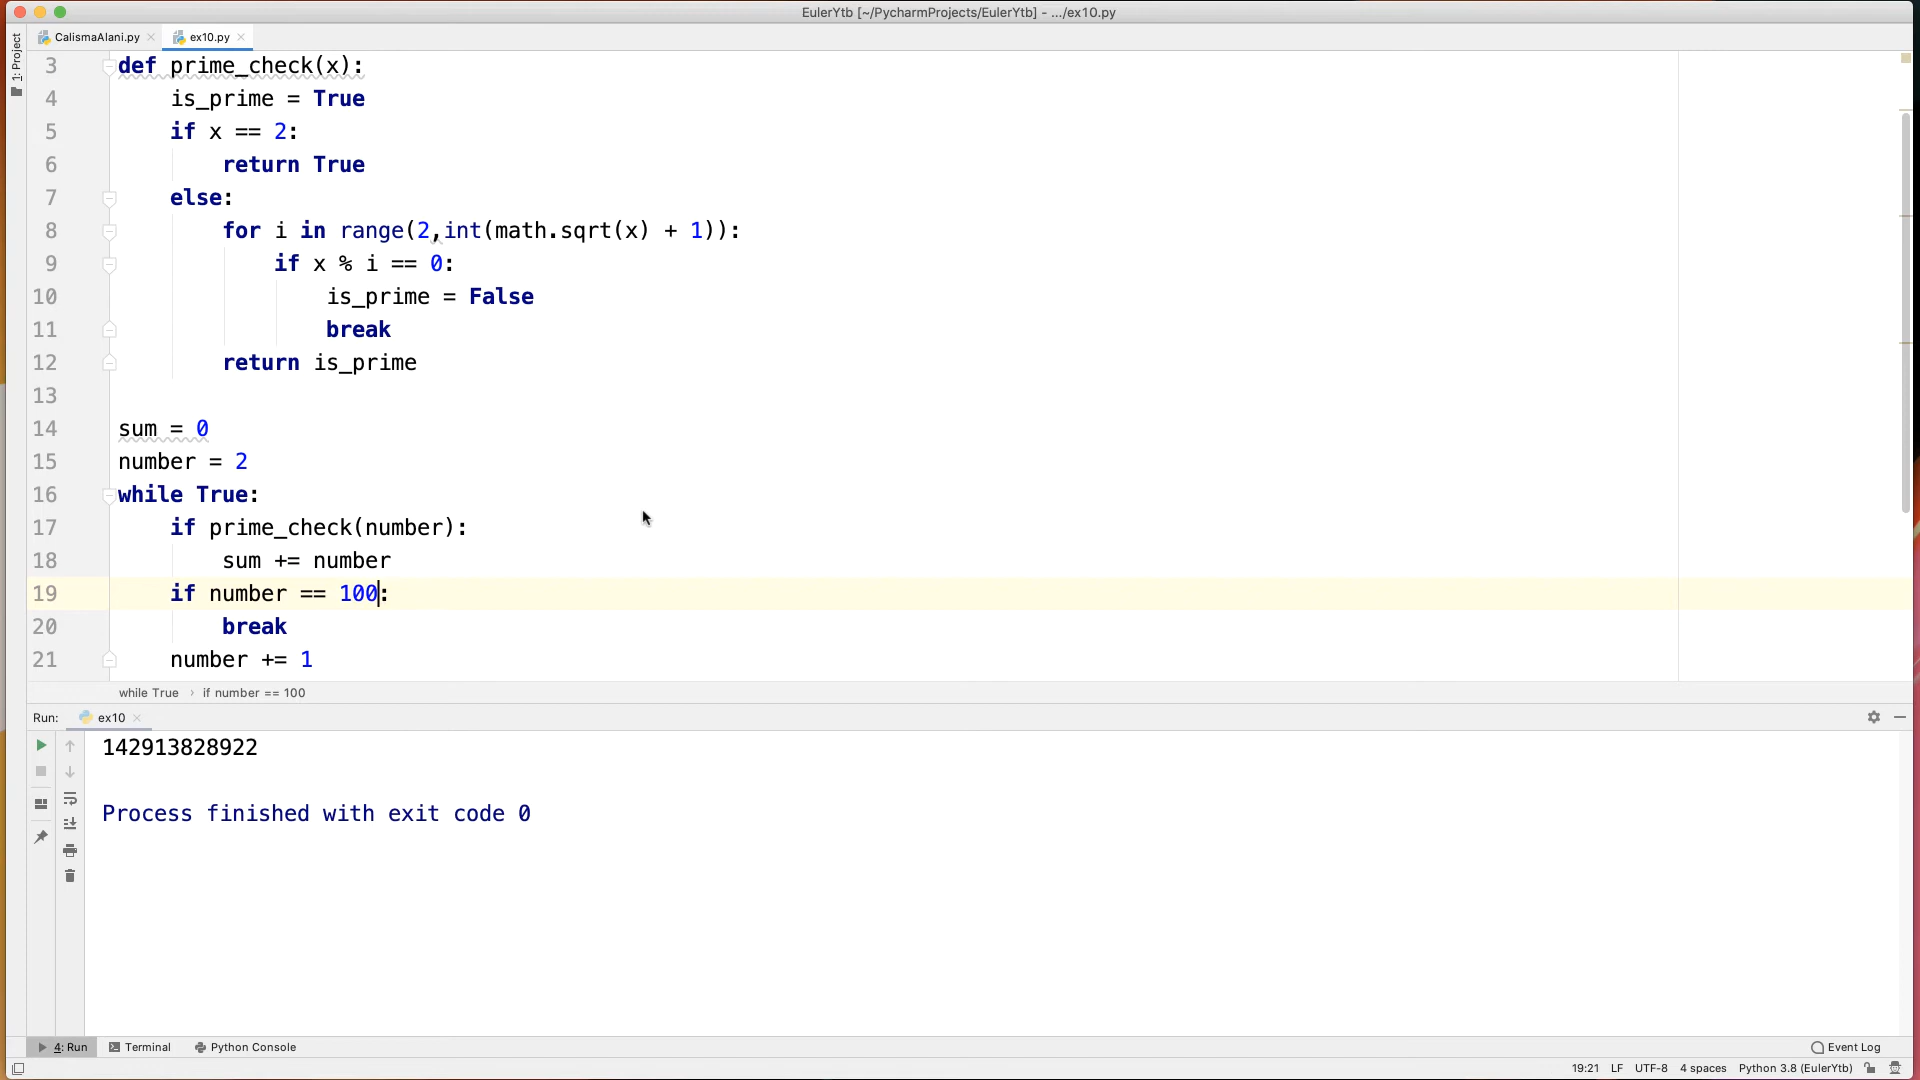 EulerYtb [~/PycharmProjects/EulerYtb] - .../ex10.py
CalismaAlani.py
ex10.py
1: Project
3 def prime_check(x):
4     is_prime = True
5     if x == 2:
6         return True
7     else:
8         for i in range(2,int(math.sqrt(x) + 1)):
9             if x % i == 0:
10                 is_prime = False
11                 break
12         return is_prime
13
14 sum = 0
15 number = 2
16 while True:
17     if prime_check(number):
18         sum += number
19     if number == 100:
20         break
21     number += 1
while True › if number == 100
Run: ex10
142913828922
Process finished with exit code 0
4: Run Terminal Python Console Event Log
19:21 LF UTF-8 4 spaces Python 3.8 (EulerYtb)